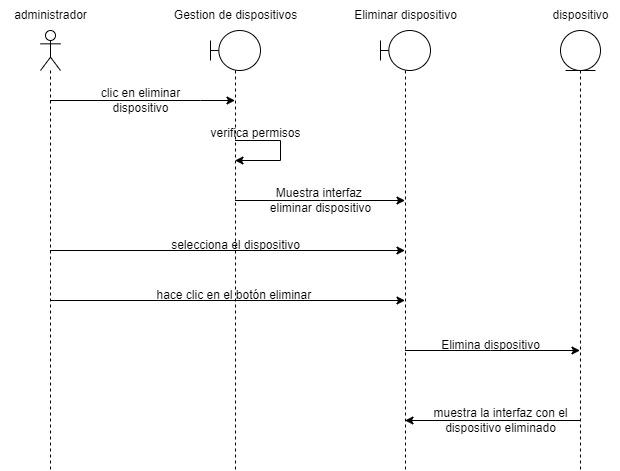 administrador
Gestion de dispositivos
Eliminar dispositivo
dispositivo
clic en eliminar
dispositivo
verifica permisos
Muestra interfaz
eliminar dispositivo
selecciona el dispositivo
hace clic en el botón eliminar
Elimina dispositivo
muestra la interfaz con el
dispositivo eliminado